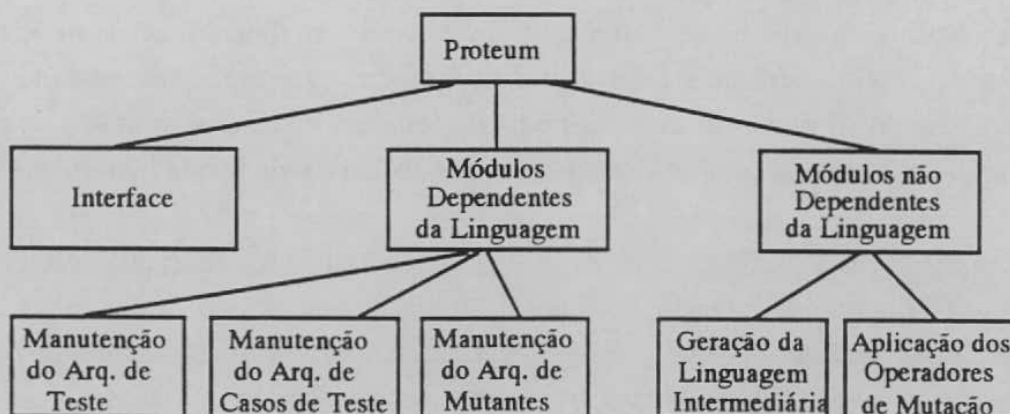 Proteum
Interface
Módulos
Dependentes
da Linguagem
Módulos não
Dependentes
da Linguagem
Manutenção
do Arq. de
Teste
Manutenção
do Arq. de
Casos de Teste
Manutenção
do Arq. de
Mutantes
Geração da
Linguagem
Intermediária
Aplicação dos
Operadores
de Mutação